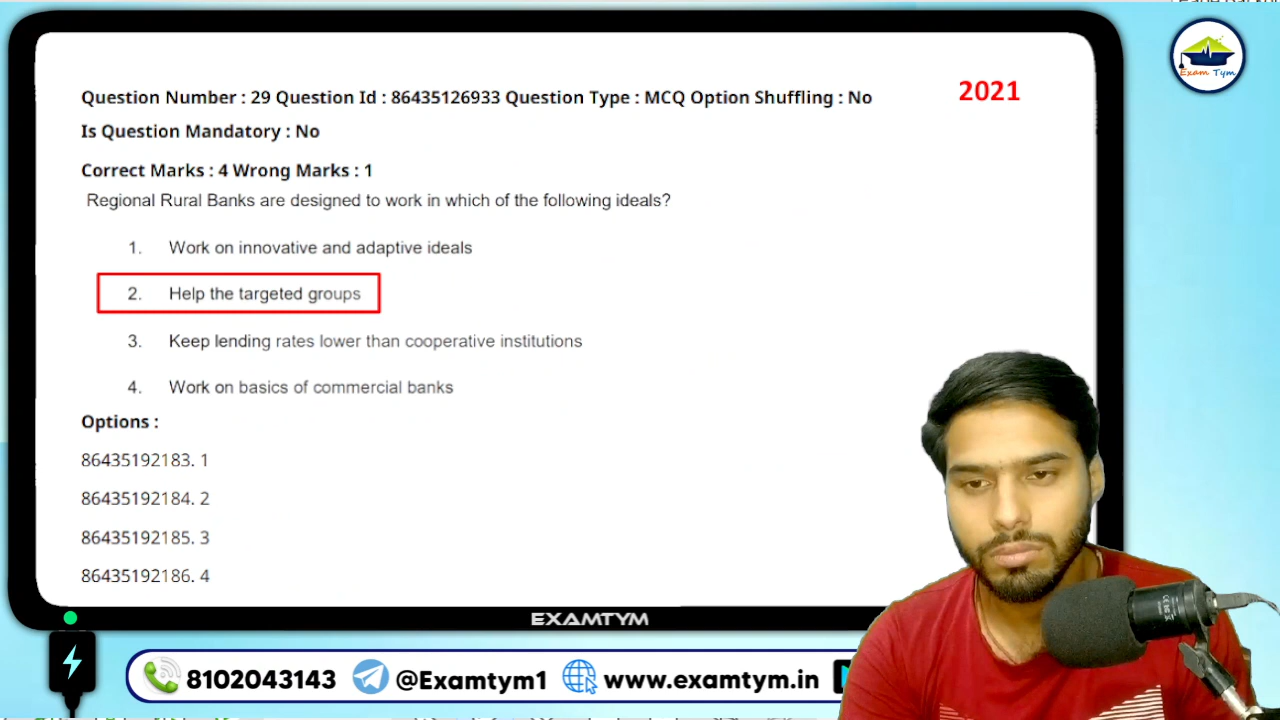 Exam Tym
Question Number : 29 Question Id : 86435126933 Question Type : MCQ Option Shuffling : No
2021
Is Question Mandatory : No
Correct Marks : 4 Wrong Marks : 1
Regional Rural Banks are designed to work in which of the following ideals?
1. Work on innovative and adaptive ideals
2. Help the targeted groups
3. Keep lending rates lower than cooperative institutions
4. Work on basics of commercial banks
Options :
86435192183. 1
86435192184. 2
86435192185. 3
86435192186. 4
EXAMTYM
8102043143 @Examtym1 www.examtym.in